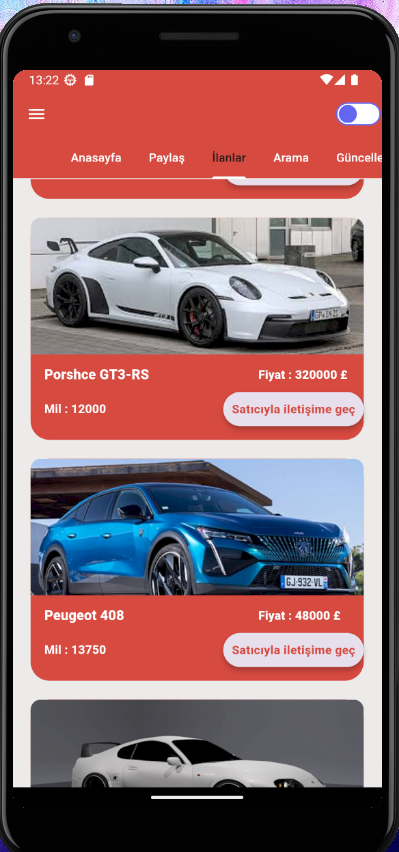 13:22
Anasayfa Paylaş İlanlar Arama Güncelle
Porshce GT3-RS Fiyat : 320000 £
Mil : 12000 Satıcıyla iletişime geç
Peugeot 408 Fiyat : 48000 £
GJ-932-VL
Mil : 13750 Satıcıyla iletişime geç